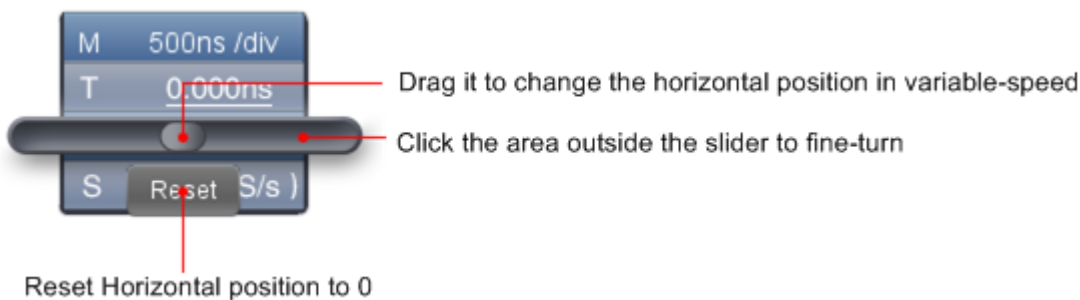 M 500ns /div
T 0.000ns
Drag it to change the horizontal position in variable-speed
Click the area outside the slider to fine-turn
S Reset S/s )
Reset Horizontal position to 0